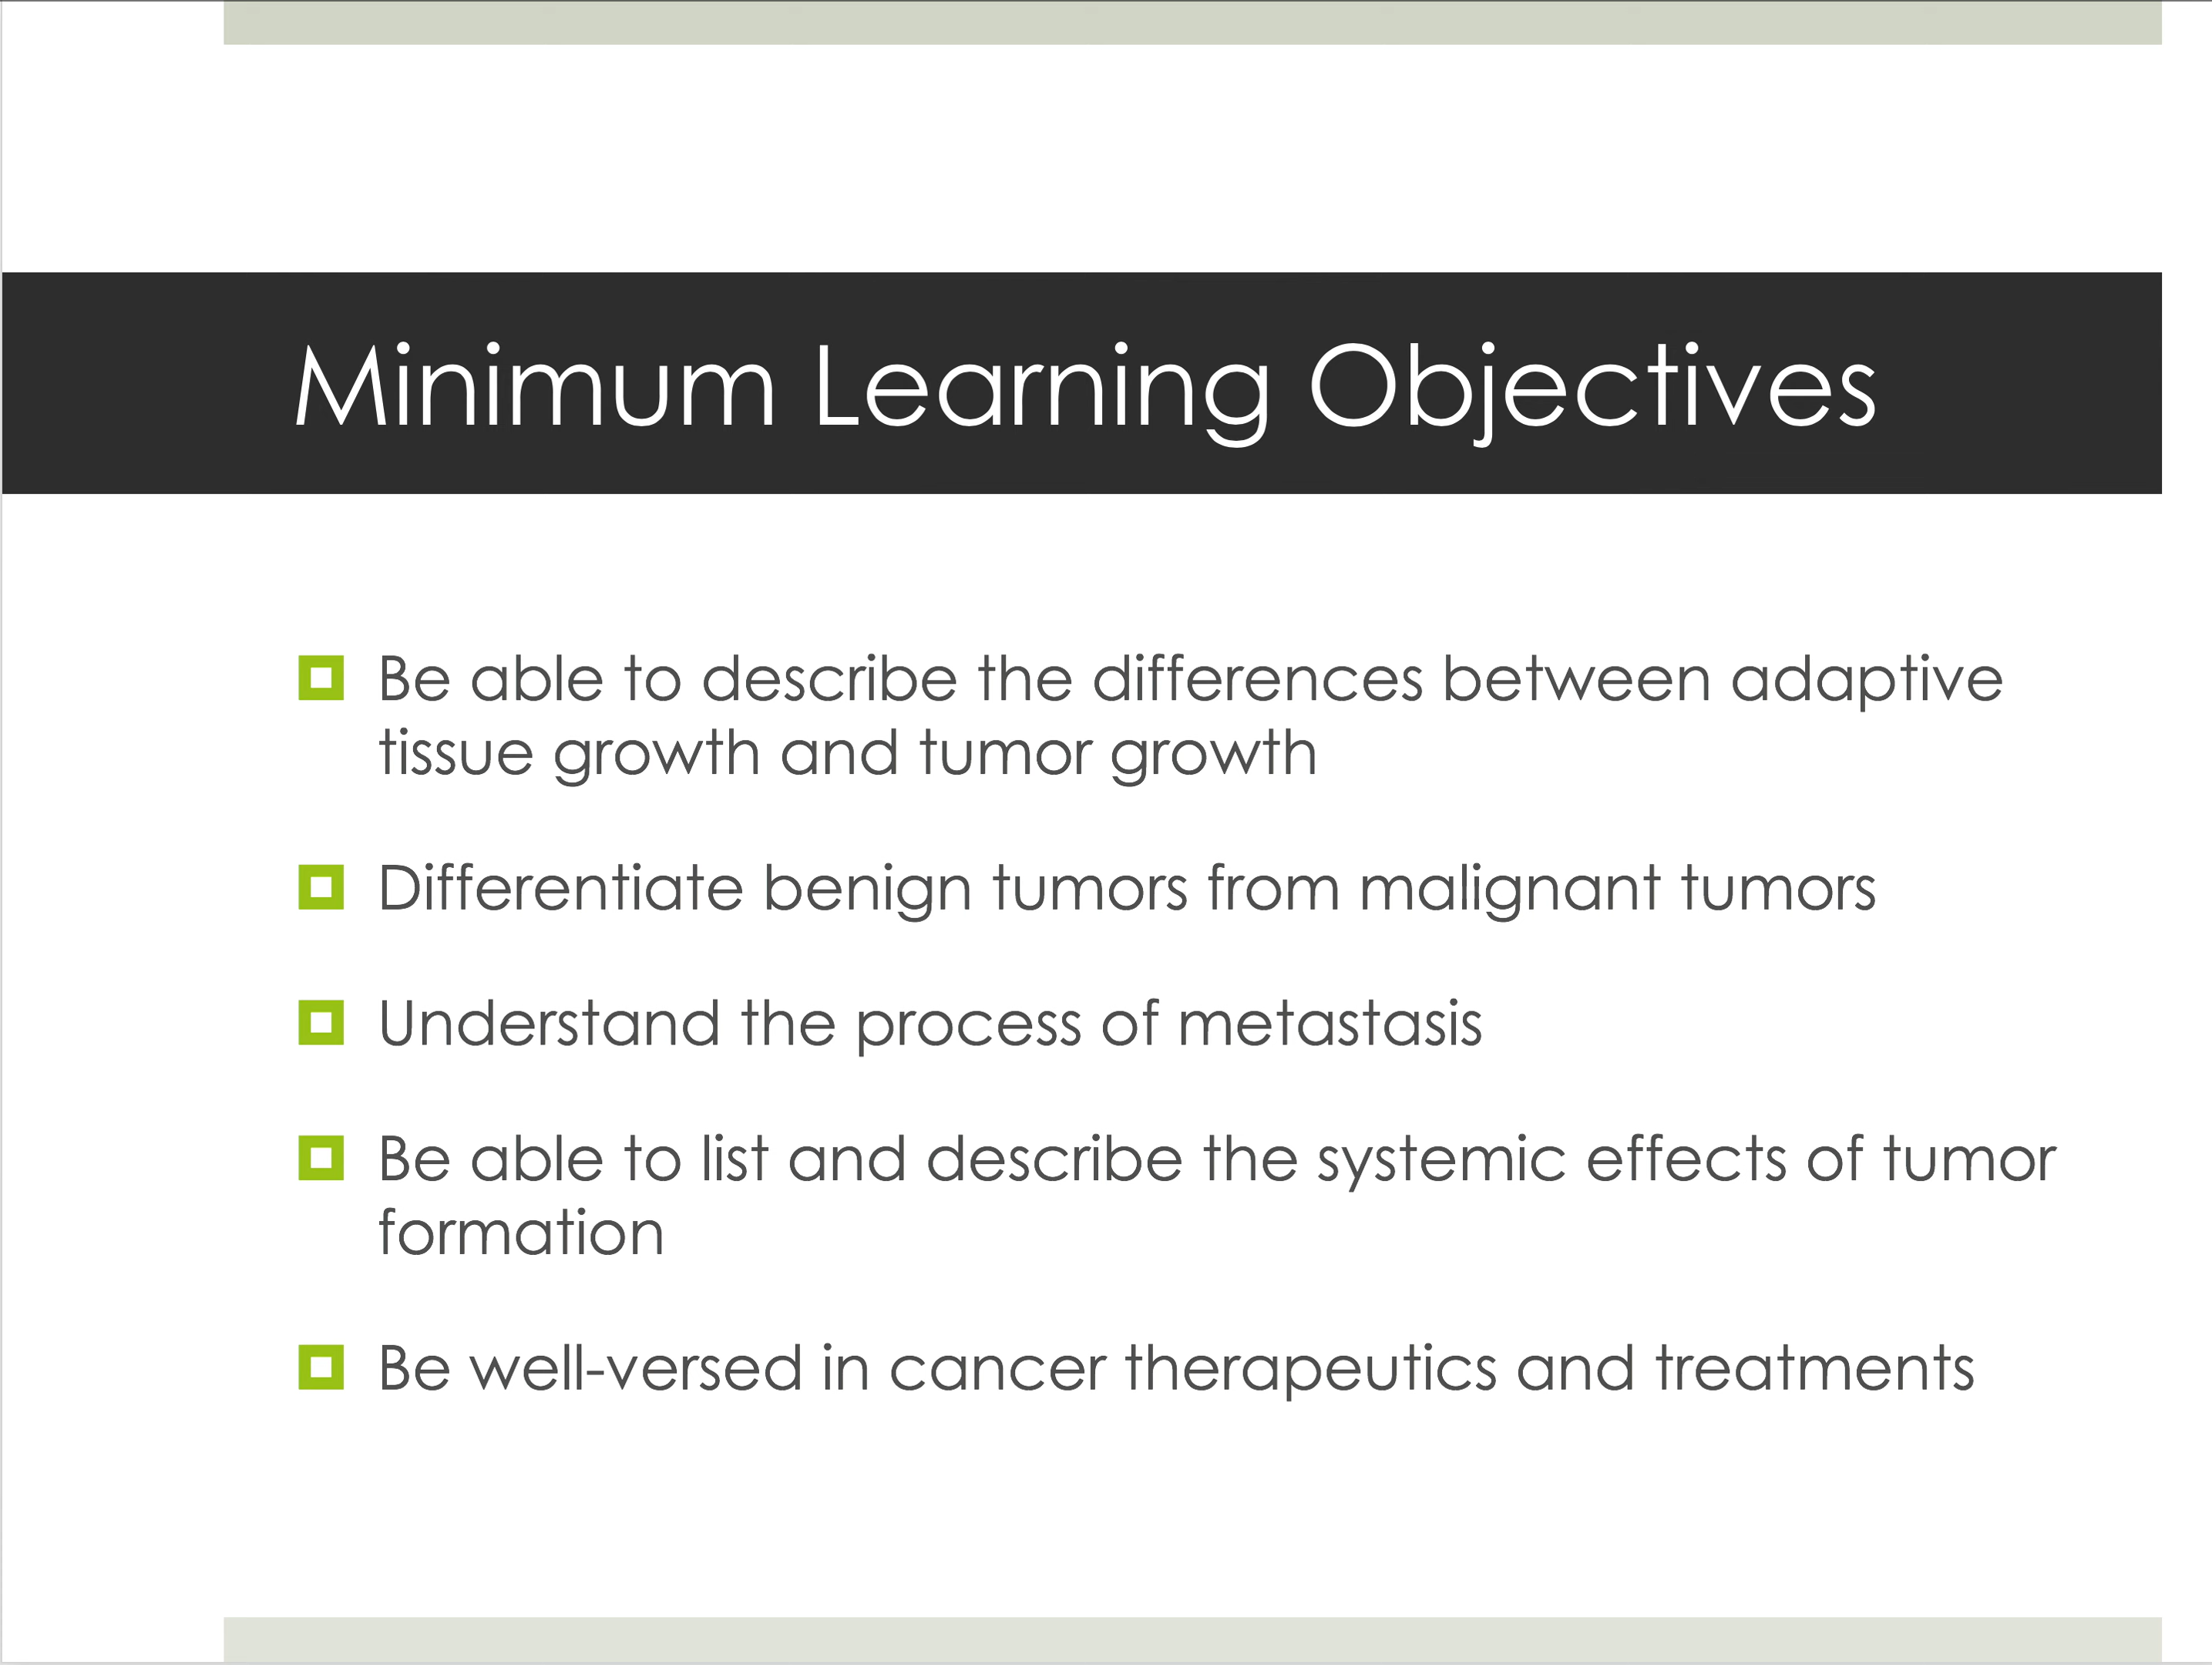 Minimum Learning Objectives
Be able to describe the differences between adaptive
tissue growth and tumor growth
Differentiate benign tumors from malignant tumors
Understand the process of metastasis
Be able to list and describe the systemic effects of tumor
formation
Be well-versed in cancer therapeutics and treatments